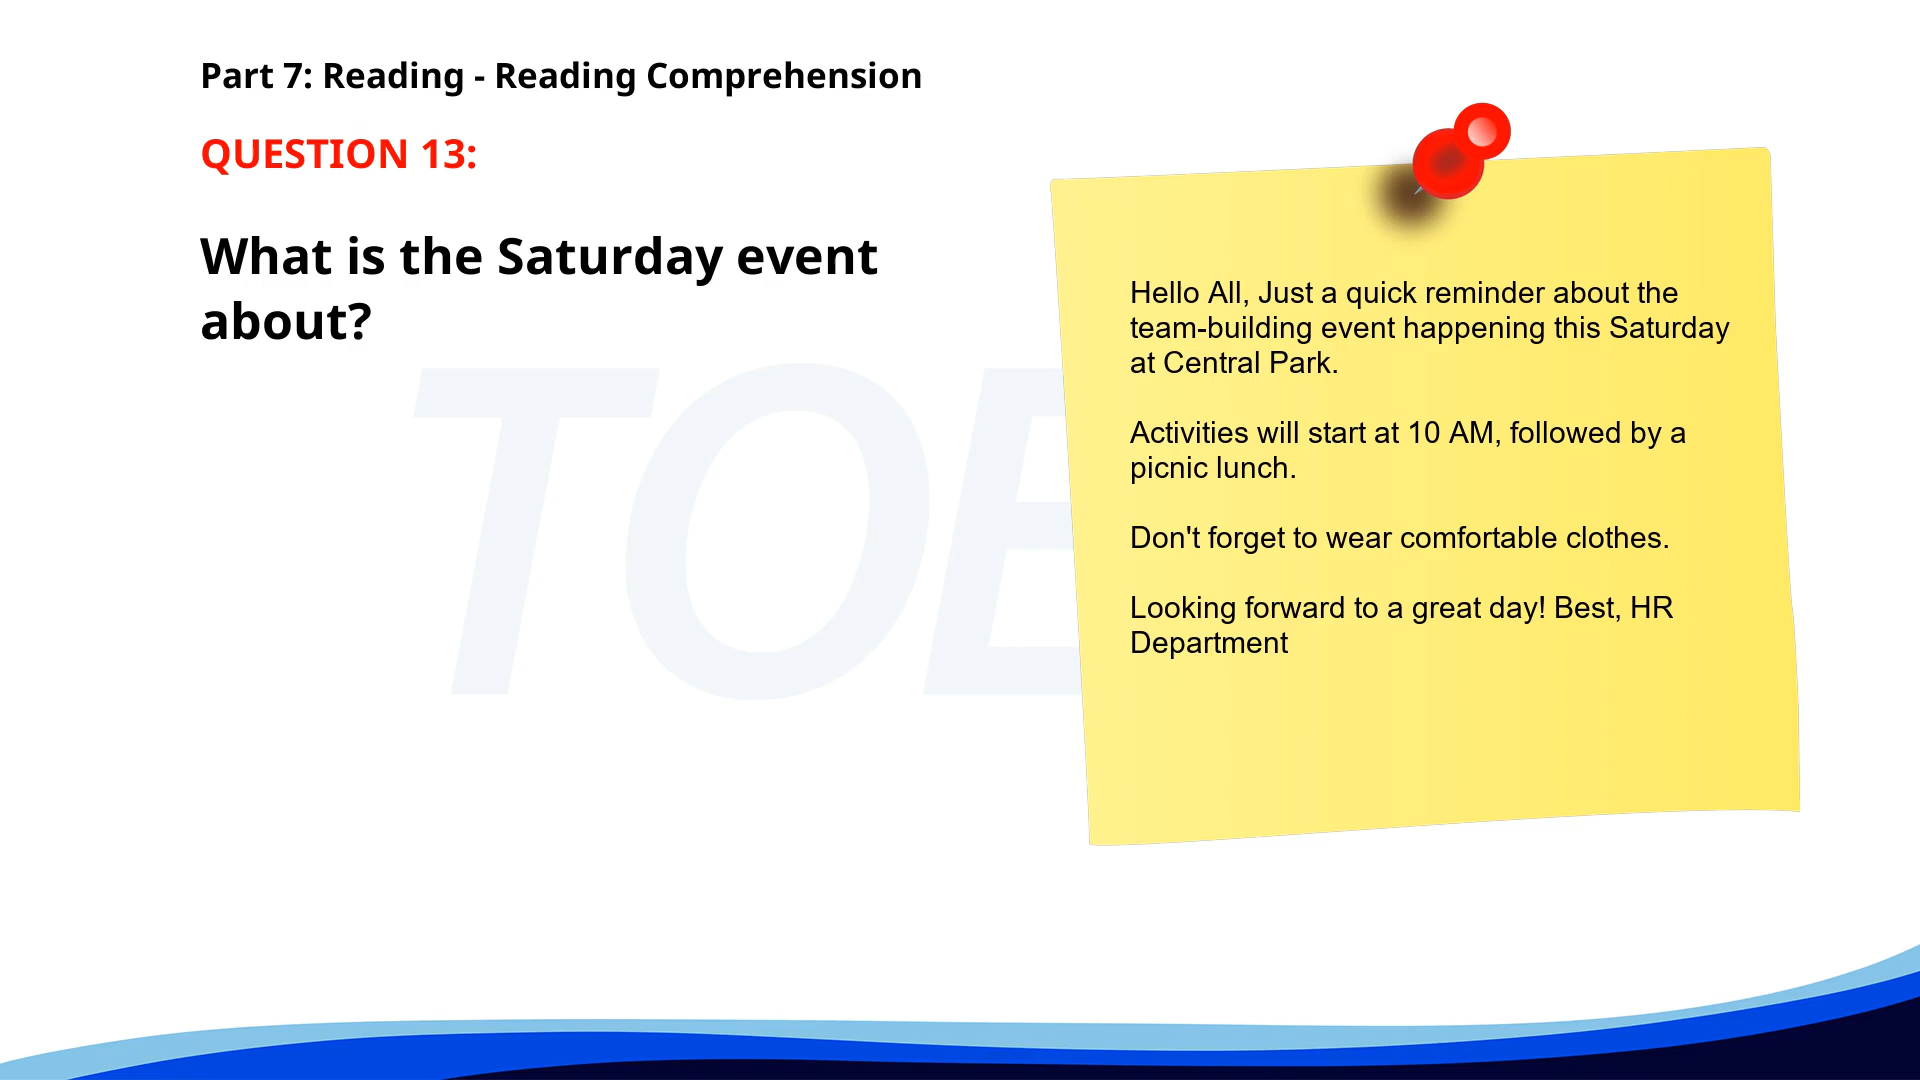 Part 7: Reading - Reading Comprehension
QUESTION 13:
What is the Saturday event
about?
TOE
Hello All, Just a quick reminder about the
team-building event happening this Saturday
at Central Park.
Activities will start at 10 AM, followed by a
picnic lunch.
Don't forget to wear comfortable clothes.
Looking forward to a great day! Best, HR
Department